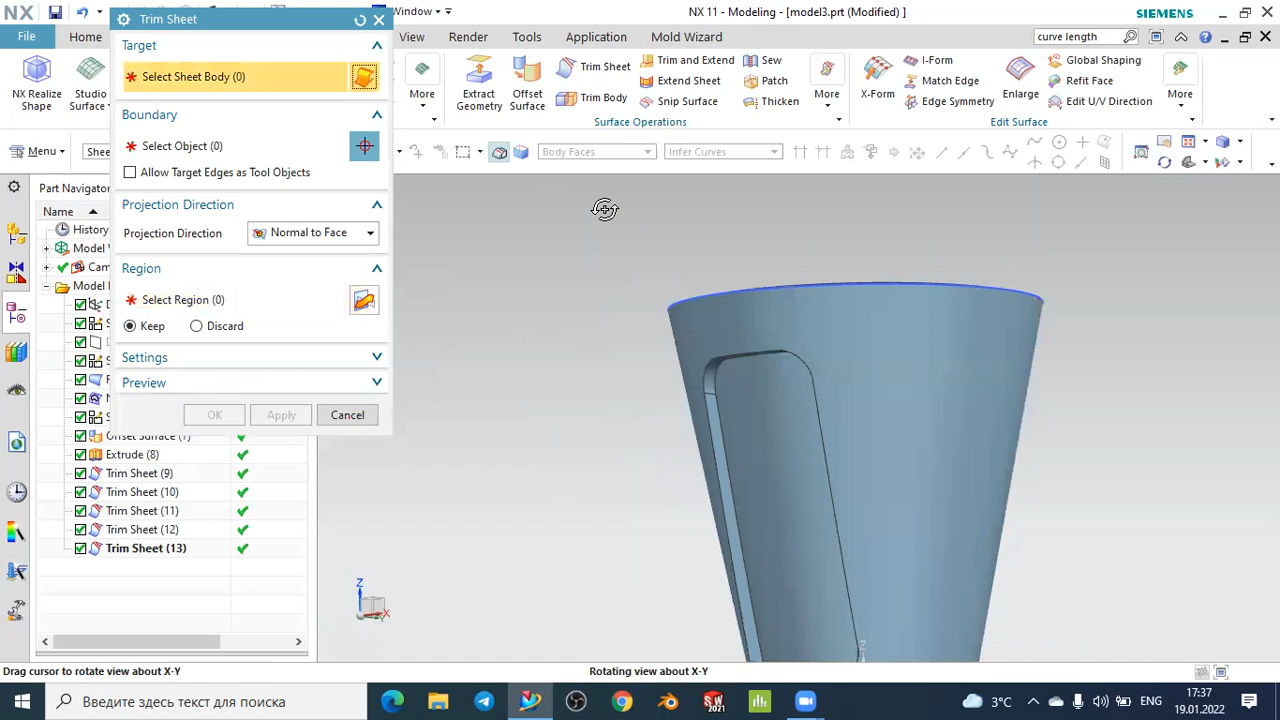 NX
Window
NX 11 - Modeling - [model3.prt (Modified) ]
SIEMENS
Trim Sheet
File
Home
View
Render
Tools
Application
Mold Wizard
curve length
Target
Select Sheet Body (0)
Boundary
Select Object (0)
Allow Target Edges as Tool Objects
Projection Direction
Projection Direction
Normal to Face
Region
Select Region (0)
Keep
Discard
Settings
Preview
OK
Apply
Cancel
NX Realize
Shape
Studio
Surface
More
Extract
Geometry
Offset
Surface
Trim Sheet
Trim Body
Trim and Extend
Extend Sheet
Snip Surface
Sew
Patch
Thicken
More
Surface Operations
X-Form
I-Form
Match Edge
Edge Symmetry
Enlarge
Global Shaping
Refit Face
Edit U/V Direction
More
Edit Surface
Menu
Shee
Body Faces
Infer Curves
Part Navigato
Name
History
Model V
Cam
Model
Offset Surface (7)
Extrude (8)
Trim Sheet (9)
Trim Sheet (10)
Trim Sheet (11)
Trim Sheet (12)
Trim Sheet (13)
Z
X
Y
Z
Drag cursor to rotate view about X-Y
Rotating view about X-Y
Введите здесь текст для поиска
SW
2021
3°C
ENG
17:37
19.01.2022